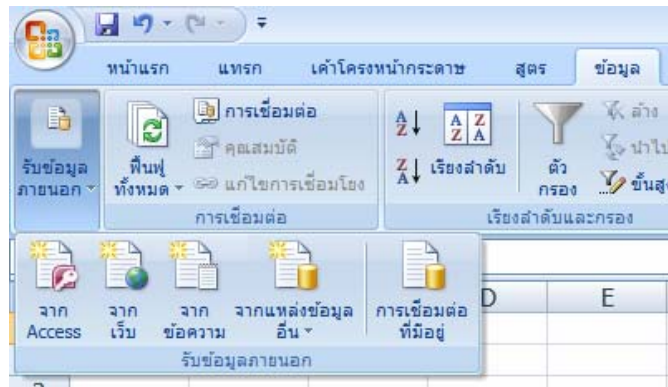 หน้าแรก แทรก เค้าโครงหน้ากระดาษ สูตร ข้อมูล
รับข้อมูล
ภายนอก
ฟื้นฟู
ทั้งหมด
การเชื่อมต่อ
คุณสมบัติ
แก้ไขการเชื่อมโยง
การเชื่อมต่อ
A
Z
Z
A
A Z
Z A
เรียงลำดับ
ตัว
กรอง
ล้าง
ขั้นสูง
เรียงลำดับและกรอง
จาก
Access
จาก
เว็บ
จาก
ข้อความ
จากแหล่งข้อมูล
อื่น
การเชื่อมต่อ
ที่มีอยู่
รับข้อมูลภายนอก
D E